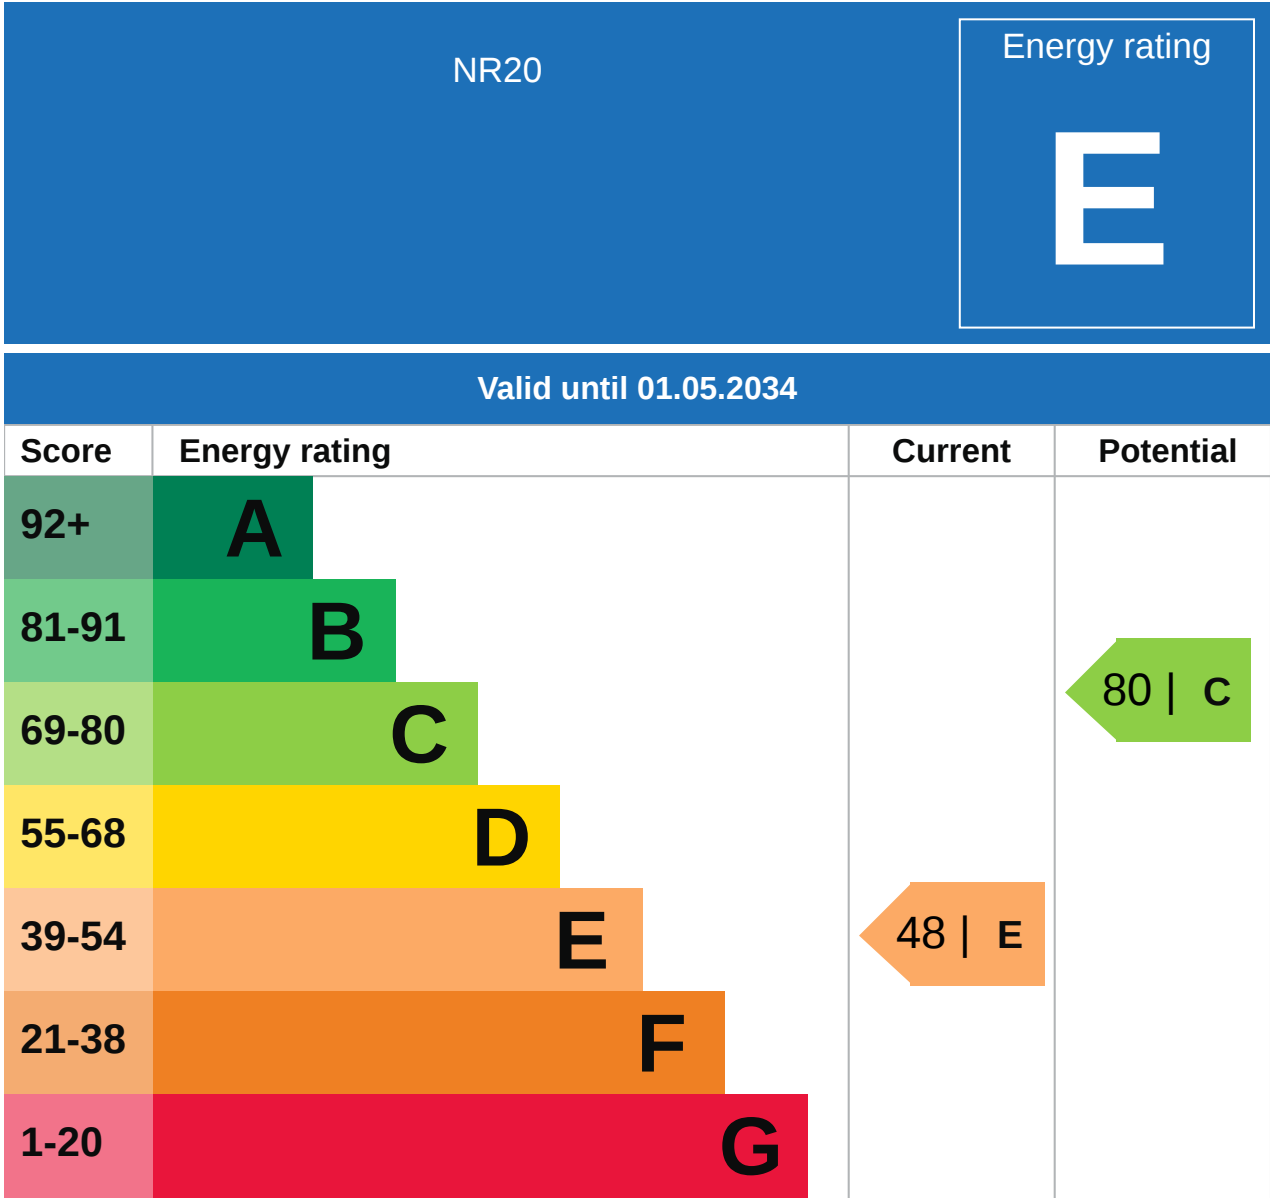 NR20
Energy rating
E
Valid until 01.05.2034
Score Energy rating Current Potential
92+ A
81-91 B
69-80 C
80 | C
55-68 D
39-54 E
48 | E
21-38 F
1-20 G